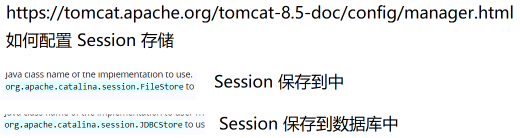 https://tomcat.apache.org/tomcat-8.5-doc/config/manager.html
如何配置 Session 存储
Java class name of the implementation to use.
org.apache.catalina.session.FileStore to
Session 保存到中
org.apache.catalina.session.JDBCStore to us
Session 保存到数据库中